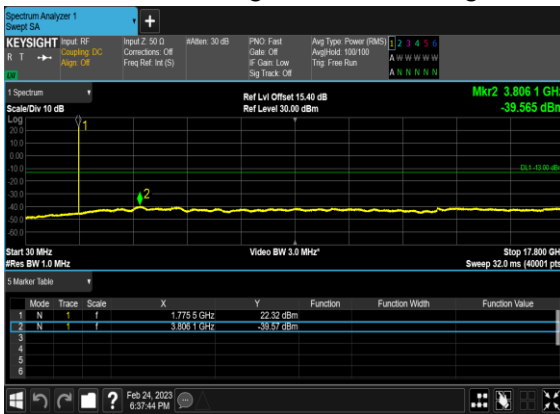 Spectrum Analyzer 1
Swept SA
KEYSIGHT Input: RF Input Z: 50 Ω #Atten: 30 dB PNO: Fast Avg Type: Power (RMS) 1 2 3 4 5 6
R T Coupling: DC Corrections: Off Gate: Off Avg|Hold: 100/100 A W W W W W
Align: Off Freq Ref: Int (S) IF Gain: Low Trig: Free Run
LV Sig Track: Off A N N N N N
1 Spectrum Ref Lvl Offset 15.40 dB Mkr2 3.806 1 GHz
Scale/Div 10 dB Ref Level 30.00 dBm -39.565 dBm
Log
20.0
10.0
0.00
-10.0
DL1 -13.00 dBm
-20.0
-30.0
-40.0
-50.0
-60.0
1
2
Start 30 MHz Video BW 3.0 MHz* Stop 17.800 GHz
#Res BW 1.0 MHz Sweep 32.0 ms (40001 pts)
5 Marker Table
Mode Trace Scale X Y Function Function Width Function Value
1 N 1 f 1.775 5 GHz 22.32 dBm
2 N 1 f 3.806 1 GHz -39.57 dBm
3
4
5
6
? Feb 24, 2023
6:37:44 PM